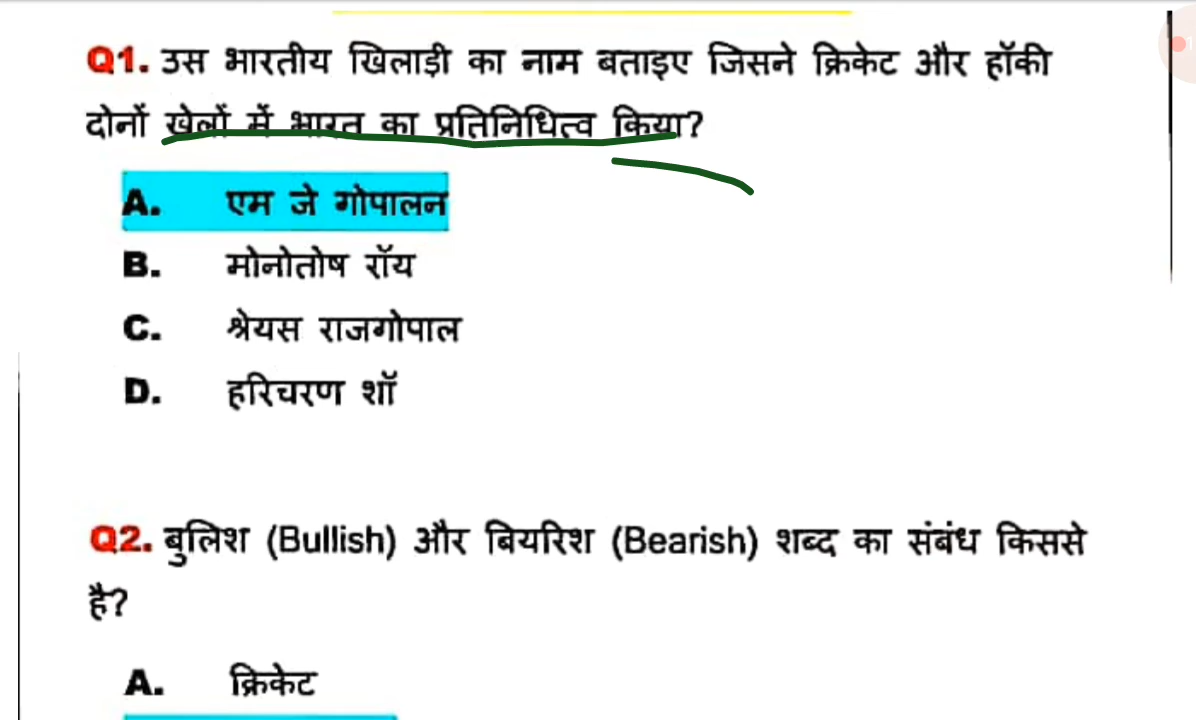 Q1. उस भारतीय खिलाड़ी का नाम बताइए जिसने क्रिकेट और हॉकी
दोनों खेलों में भारत का प्रतिनिधित्व किया?
A. एम जे गोपालन
B. मोनोतोष रॉय
C. श्रेयस राजगोपाल
D. हरिचरण शॉ
Q2. बुलिश (Bullish) और बियरिश (Bearish) शब्द का संबंध किससे
है?
A. क्रिकेट